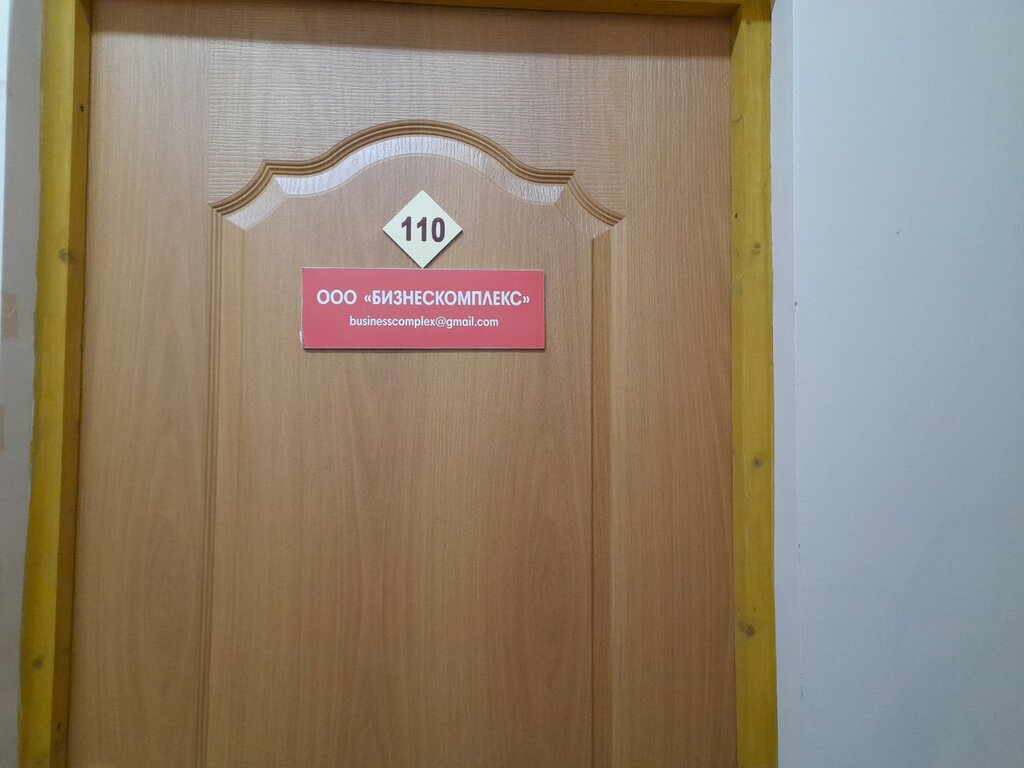 110
ООО «БИЗНЕСКОМПЛЕКС»
businesscomplex@gmail.com